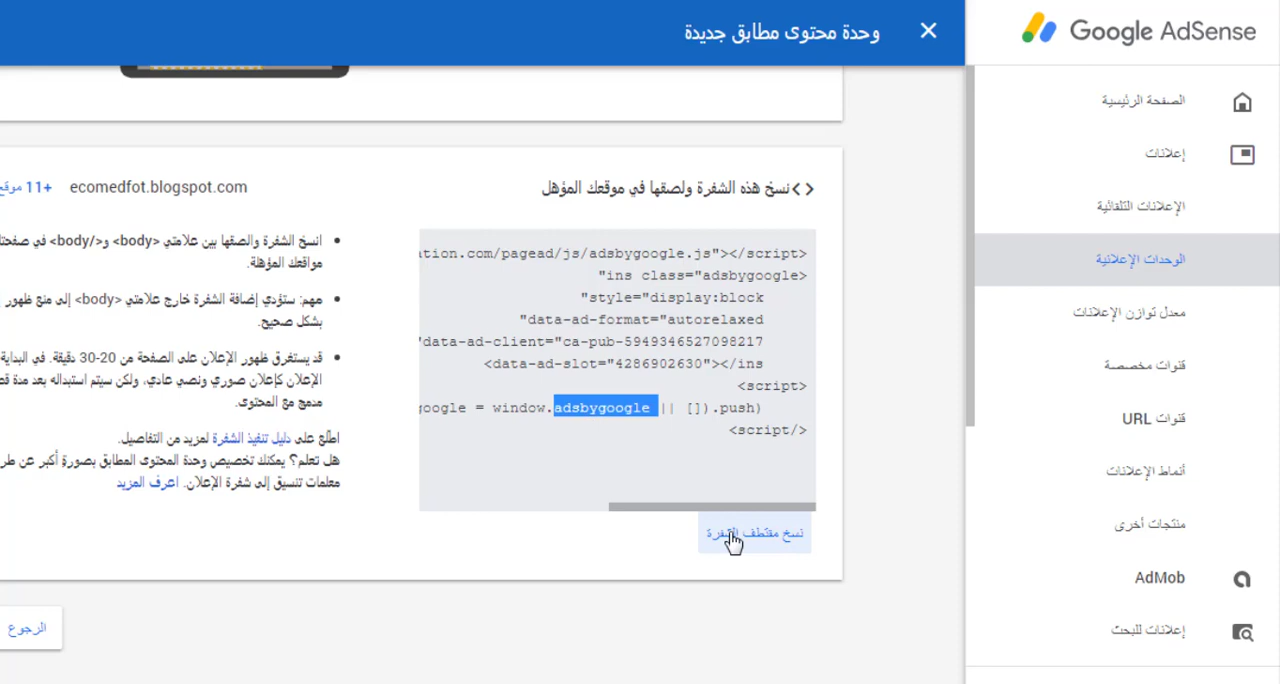 Google AdSense
وحدة محتوى مطابق جديدة
الصفحة الرئيسية
إعلانات
الإعلانات التلقائية
الوحدات الإعلانية
معدل توازن الإعلانات
قنوات مخصصة
قنوات URL
أنماط الإعلانات
منتجات أخرى
AdMob
إعلانات للبحث
نسخ هذه الشفرة ولصقها في موقعك المؤهل
ecomedfot.blogspot.com
+11 موقع
ation.com/pagead/js/adsbygoogle.js"></script>
"ins class="adsbygoogle>
"style="display:block
"data-ad-format="autorelaxed
"data-ad-client="ca-pub-5949346527098217
<data-ad-slot="4286902630"></ins
<script>
google = window.adsbygoogle || []).push)
<script/>
نسخ مقتطف الشفرة
انسخ الشفرة والصقها بين علامتي <body> و</body> في
مواقعك المؤهلة.
مهم: ستؤدي إضافة الشفرة خارج علامتي <body> إلى منع ظهور
بشكل صحيح.
قد يستغرق ظهور الإعلان على الصفحة من 20-30 دقيقة. في البداية
الإعلان كإعلان صوري ونصي عادي، ولكن سيتم استبداله بعد مدة
مدمج مع المحتوى.
اطلع على دليل تنفيذ الشفرة لمزيد من التفاصيل.
هل تعلم؟ يمكنك تخصيص وحدة المحتوى المطابق بصورةٍ أكبر عن
معلمات تنسيق إلى شفرة الإعلان. اعرف المزيد
الرجوع